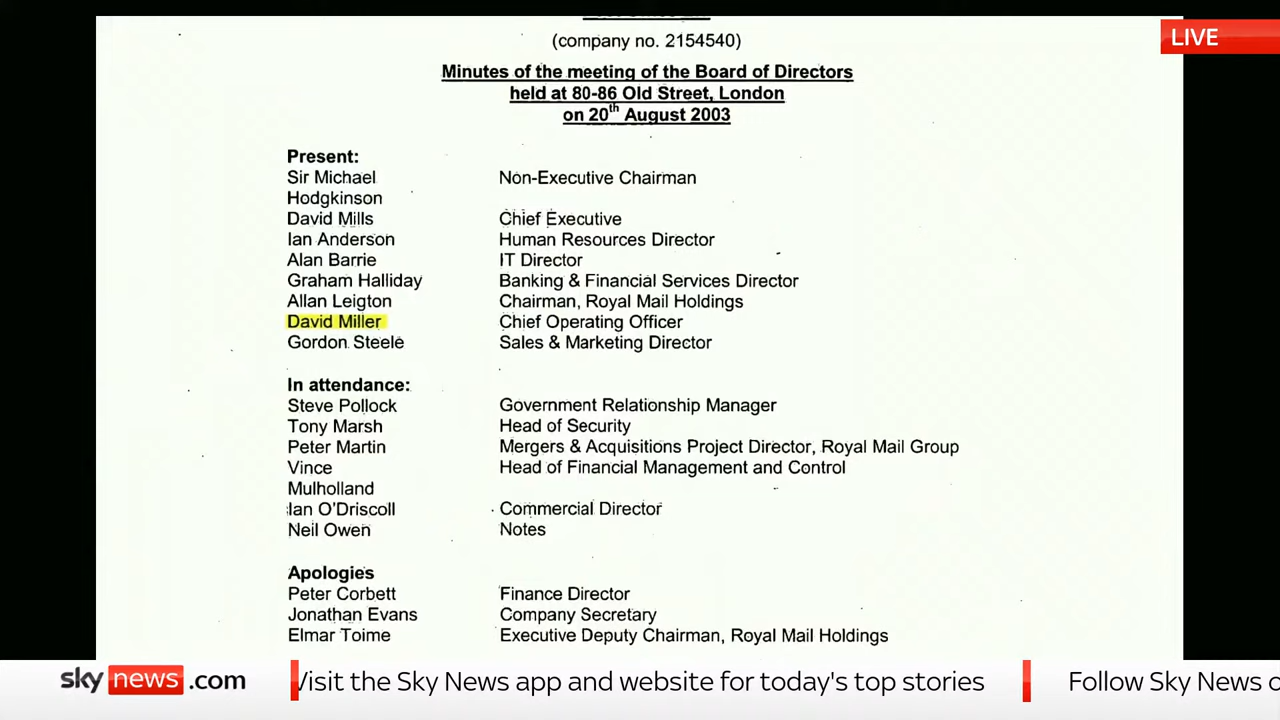 (company no. 2154540)
LIVE
Minutes of the meeting of the Board of Directors
held at 80-86 Old Street, London
on 20th August 2003
Present:
Sir Michael Hodgkinson Non-Executive Chairman
David Mills Chief Executive
Ian Anderson Human Resources Director
Alan Barrie IT Director
Graham Halliday Banking & Financial Services Director
Allan Leigton Chairman, Royal Mail Holdings
David Miller Chief Operating Officer
Gordon Steele Sales & Marketing Director
In attendance:
Steve Pollock Government Relationship Manager
Tony Marsh Head of Security
Peter Martin Mergers & Acquisitions Project Director, Royal Mail Group
Vince Mulholland Head of Financial Management and Control
Ian O'Driscoll Commercial Director
Neil Owen Notes
Apologies
Peter Corbett Finance Director
Jonathan Evans Company Secretary
Elmar Toime Executive Deputy Chairman, Royal Mail Holdings
sky news.com Visit the Sky News app and website for today's top stories Follow Sky News o